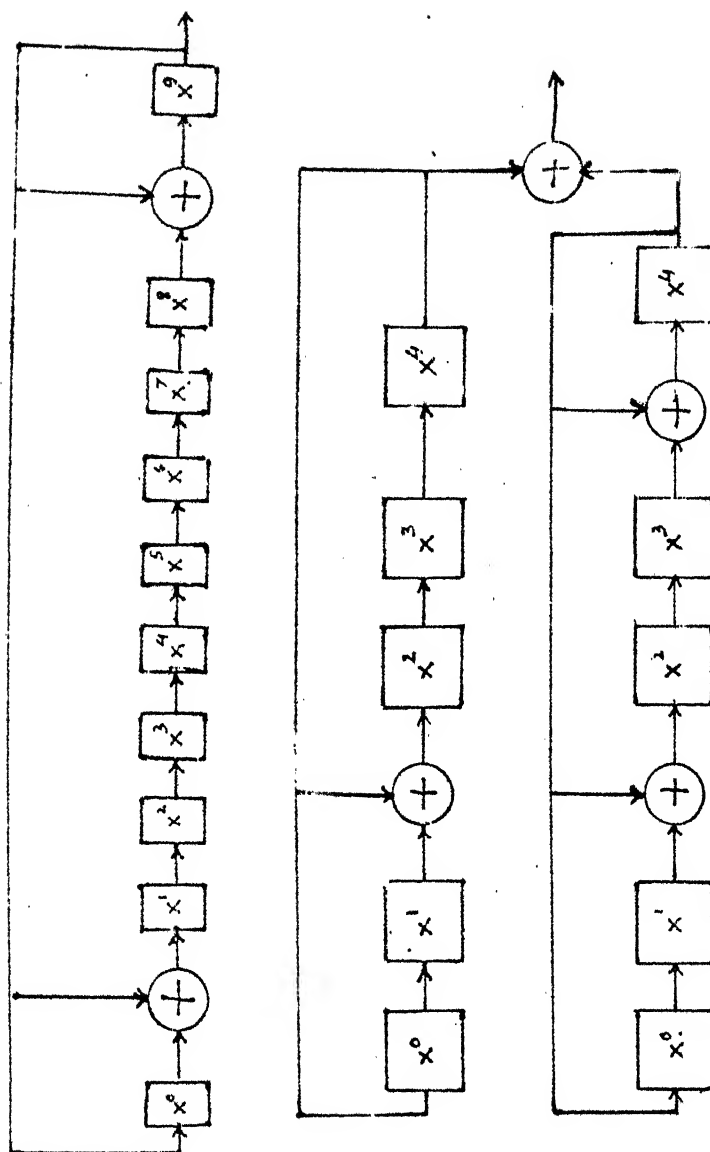 x⁰ + x¹ x² x³ x⁴ x⁵ x⁶ x⁷ x⁸ + x⁹
x⁰ x¹ + x² x³ x⁴ +
x⁰ x¹ + x² x³ + x⁴